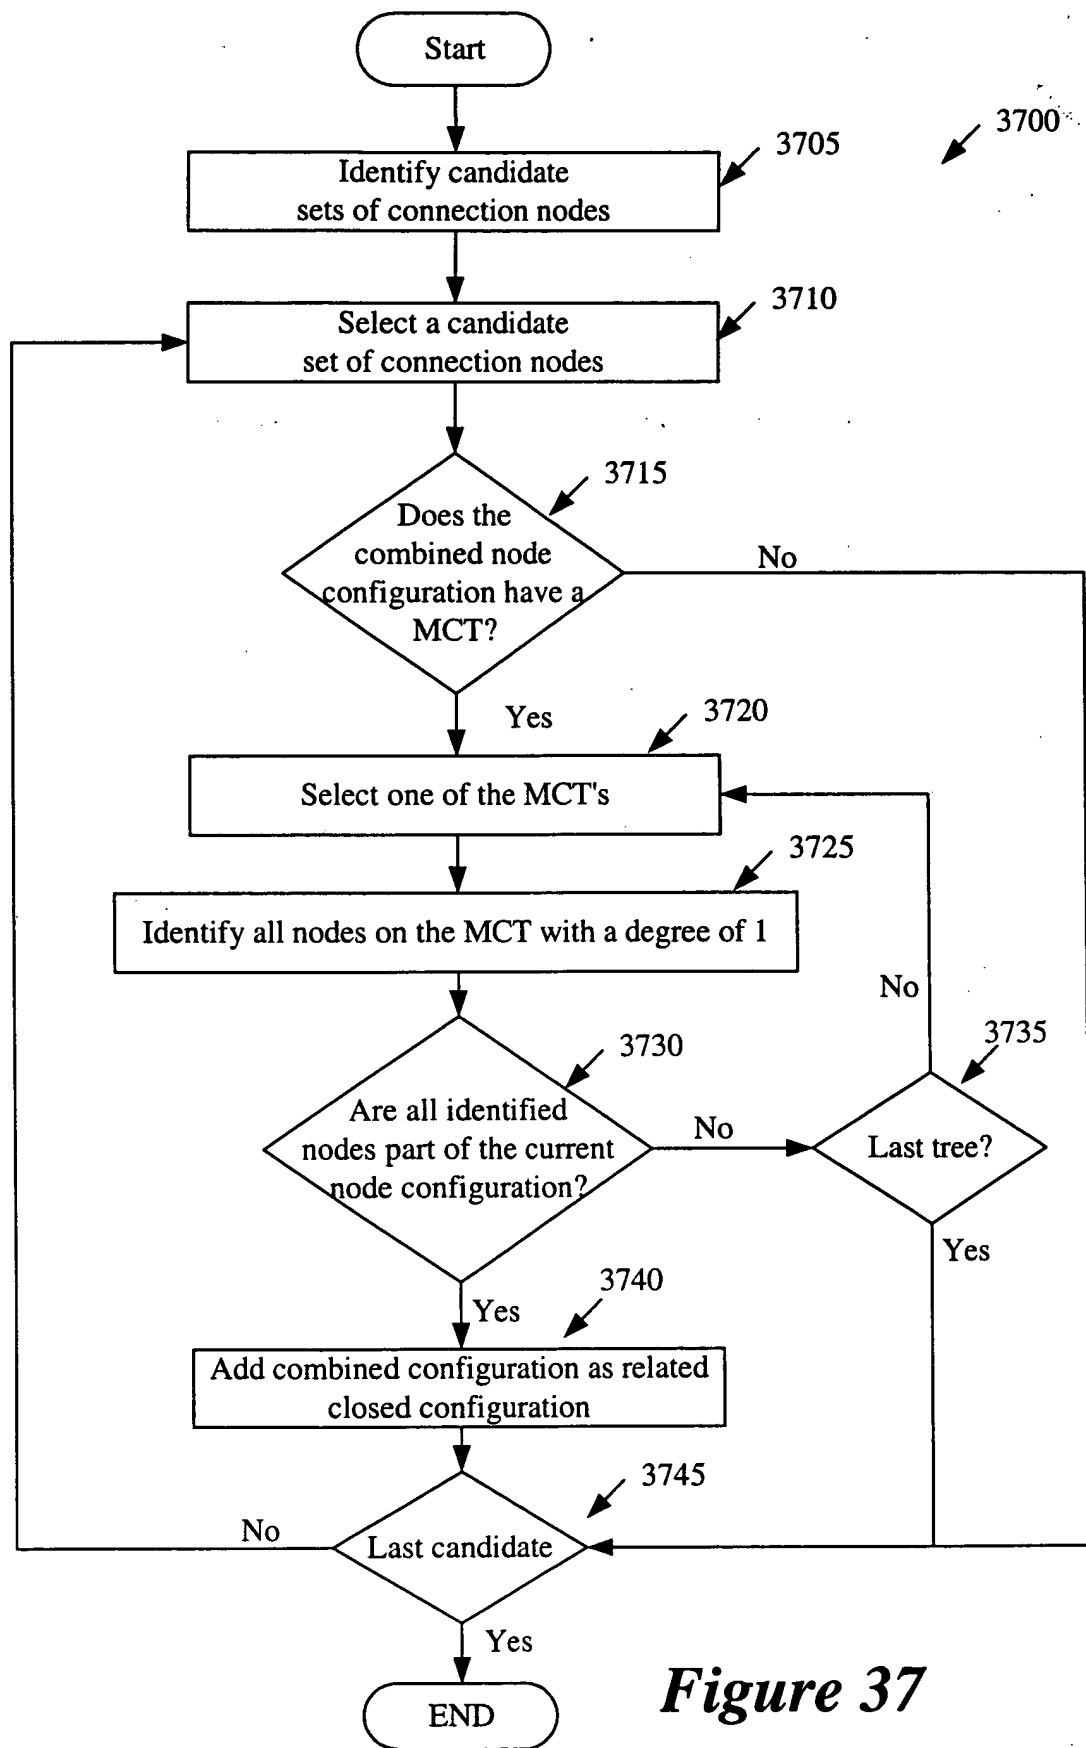 Start
3700
3705
Identify candidate
sets of connection nodes
3710
Select a candidate
set of connection nodes
3715
Does the
combined node
configuration have a
MCT?
No
Yes
3720
Select one of the MCT's
3725
Identify all nodes on the MCT with a degree of 1
No
3730
3735
Are all identified
nodes part of the current
node configuration?
No
Last tree?
Yes
Yes
3740
Add combined configuration as related
closed configuration
3745
No
Last candidate
Yes
END
Figure 37